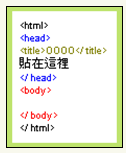 <html>
<head>
<title>0000</title>
貼在這裡
</head>
<body>
</body>
</html>